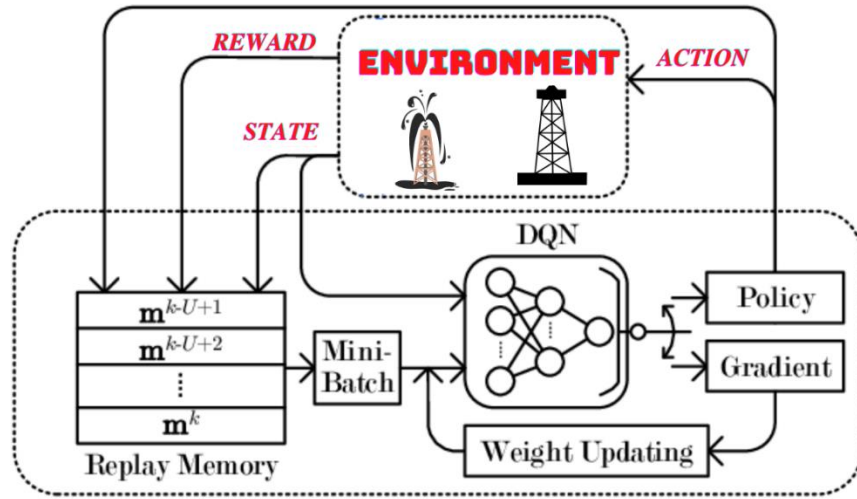 REWARD
ENVIRONMENT
ACTION
STATE
DQN
m^{k-U+1}
m^{k-U+2}
⋮
m^k
Replay Memory
Mini-
Batch
Policy
Gradient
Weight Updating